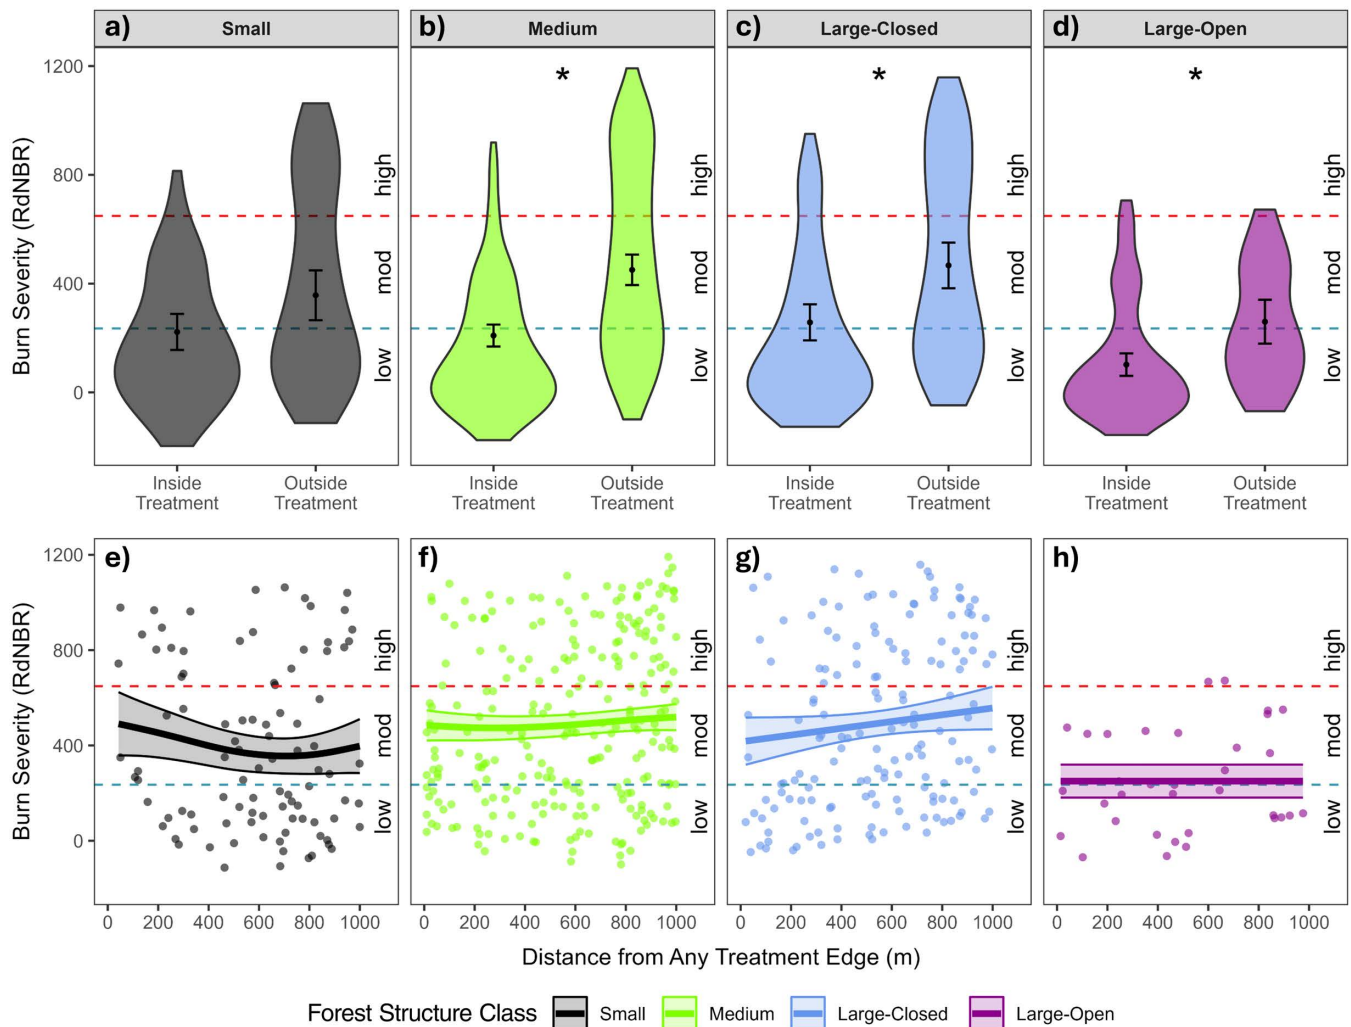 a) Small b) Medium c) Large-Closed d) Large-Open
* * *
1200
800
400
0
Burn Severity (RdNBR)
high
mod
low
high
mod
low
high
mod
low
high
mod
low
Inside Outside Inside Outside Inside Outside Inside Outside
Treatment Treatment Treatment Treatment Treatment Treatment Treatment Treatment
e) f) g) h)
1200
800
400
0
Burn Severity (RdNBR)
high
mod
low
high
mod
low
high
mod
low
high
mod
low
0 200 400 600 800 1000 0 200 400 600 800 1000 0 200 400 600 800 1000 0 200 400 600 800 1000
Distance from Any Treatment Edge (m)
Forest Structure Class Small Medium Large-Closed Large-Open